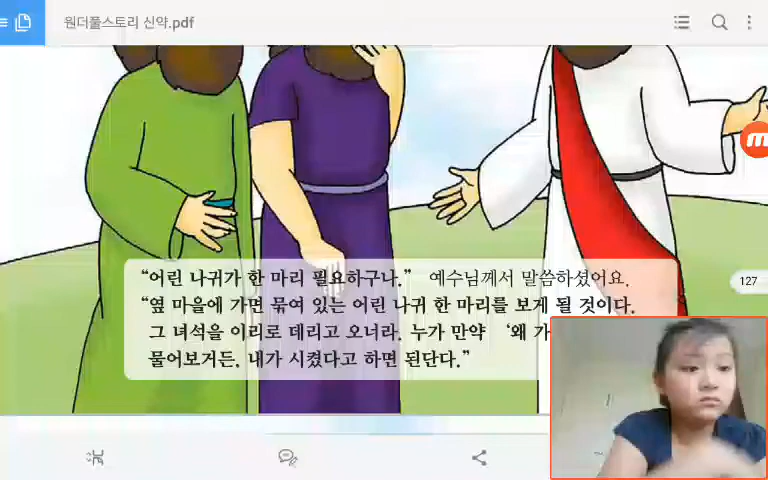 원더풀스토리 신약.pdf
127
“어린 나귀가 한 마리 필요하구나.” 예수님께서 말씀하셨어요.
“옆 마을에 가면 묶여 있는 어린 나귀 한 마리를 보게 될 것이다.
그 녀석을 이리로 데리고 오너라. 누가 만약 ‘왜 가
물어보거든. 내가 시켰다고 하면 된단다.”